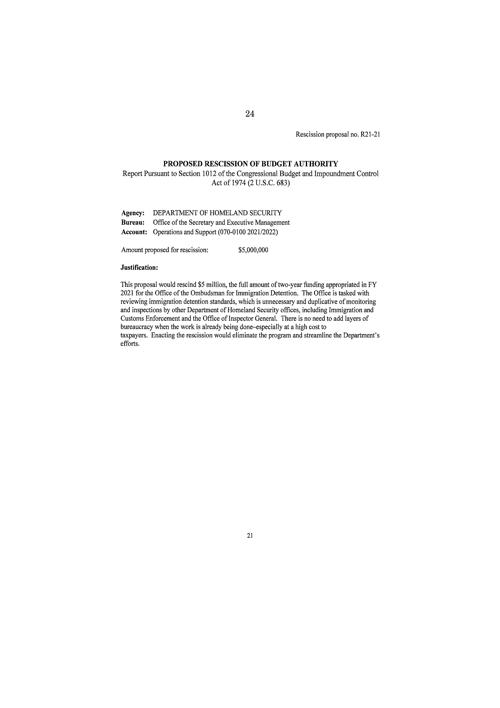 24
Rescission proposal no. R21-21
PROPOSED RESCISSION OF BUDGET AUTHORITY
Report Pursuant to Section 1012 of the Congressional Budget and Impoundment Control
Act of 1974 (2 U.S.C. 683)
Agency: DEPARTMENT OF HOMELAND SECURITY
Bureau: Office of the Secretary and Executive Management
Account: Operations and Support (070-0100 2021/2022)
Amount proposed for rescission: $5,000,000
Justification:
This proposal would rescind $5 million, the full amount of two-year funding appropriated in FY
2021 for the Office of the Ombudsman for Immigration Detention. The Office is tasked with
reviewing immigration detention standards, which is unnecessary and duplicative of monitoring
and inspections by other Department of Homeland Security offices, including Immigration and
Customs Enforcement and the Office of Inspector General. There is no need to add layers of
bureaucracy when the work is already being done–especially at a high cost to
taxpayers. Enacting the rescission would eliminate the program and streamline the Department's
efforts.
21